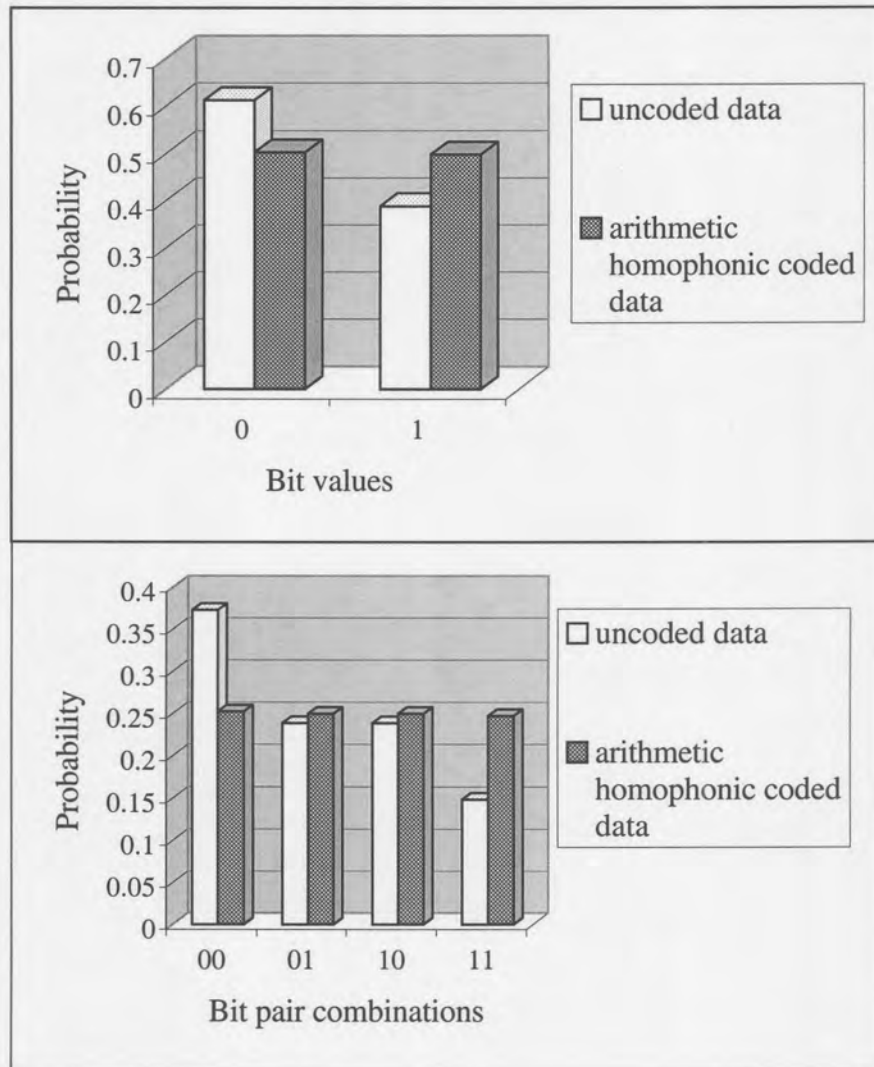 0.7
0.6
0.5
0.4
0.3
0.2
0.1
0
Probability
0
1
Bit values
uncoded data
arithmetic
homophonic coded
data
0.4
0.35
0.3
0.25
0.2
0.15
0.1
0.05
0
Probability
00
01
10
11
Bit pair combinations
uncoded data
arithmetic
homophonic coded
data